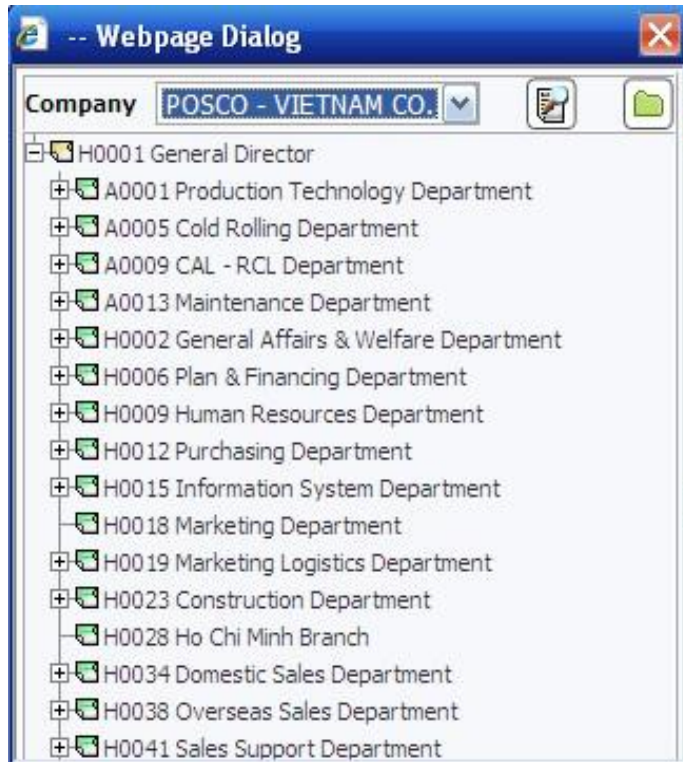 -- Webpage Dialog
Company POSCO - VIETNAM CO.
H0001 General Director
A0001 Production Technology Department
A0005 Cold Rolling Department
A0009 CAL - RCL Department
A0013 Maintenance Department
H0002 General Affairs & Welfare Department
H0006 Plan & Financing Department
H0009 Human Resources Department
H0012 Purchasing Department
H0015 Information System Department
H0018 Marketing Department
H0019 Marketing Logistics Department
H0023 Construction Department
H0028 Ho Chi Minh Branch
H0034 Domestic Sales Department
H0038 Overseas Sales Department
H0041 Sales Support Department